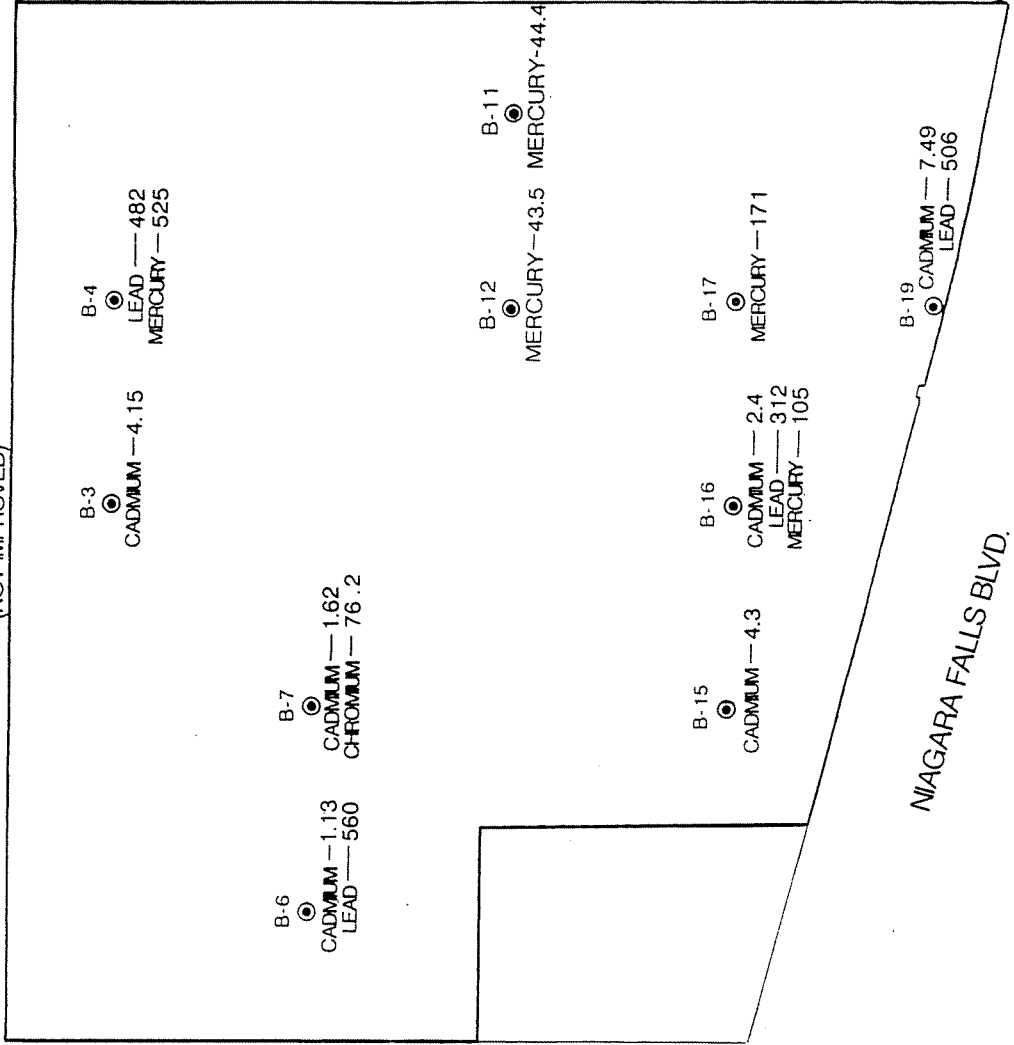 (NOT IMPROVED)
B-3
CADMIUM — 4.15
B-4
LEAD — 482
MERCURY — 525
B-6
CADMIUM — 1.13
LEAD — 560
B-7
CADMIUM — 1.62
CHROMIUM — 76.2
B-12
MERCURY — 43.5
B-11
MERCURY-44.4
B-15
CADMIUM — 4.3
B-16
CADMIUM — 2.4
LEAD — 312
MERCURY — 105
B-17
MERCURY — 171
B-19
CADMIUM — 7.49
LEAD — 506
NIAGARA FALLS BLVD.